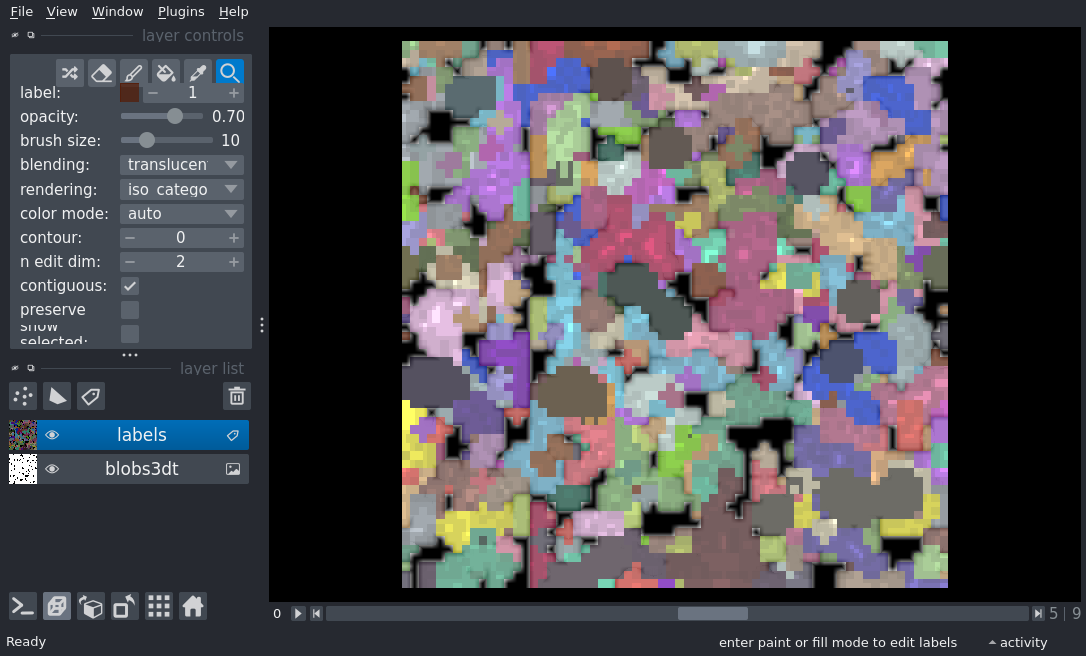 File View Window Plugins Help
layer controls
label: 1
opacity: 0.70
brush size: 10
blending: translucen
rendering: iso catego
color mode: auto
contour: 0
n edit dim: 2
contiguous:
preserve
show
selected:
layer list
labels
blobs3dt
0 5 | 9
Ready enter paint or fill mode to edit labels activity